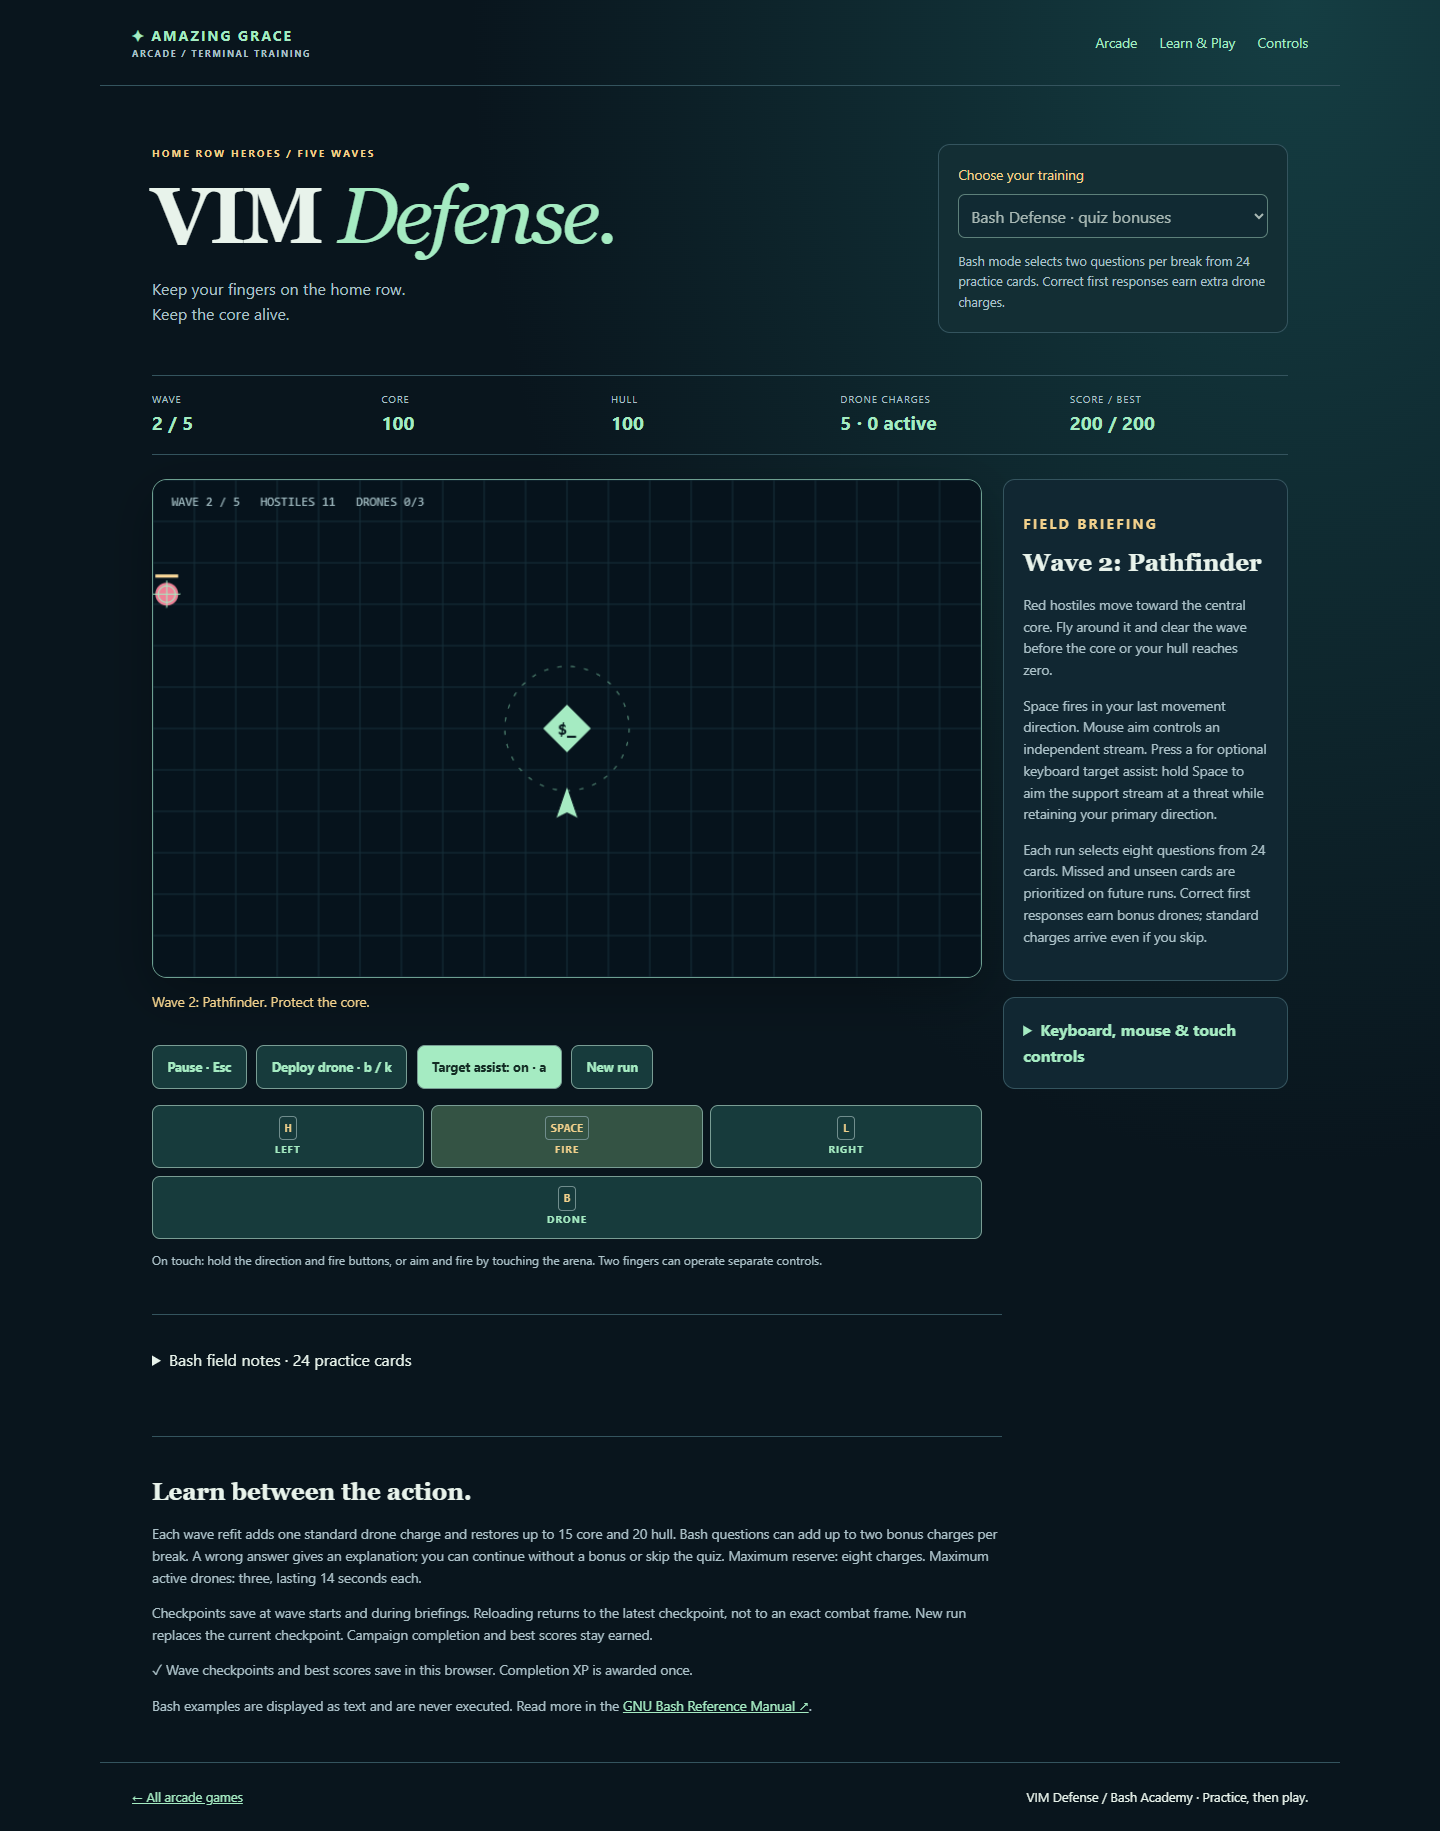 ✦ AMAZING GRACE
ARCADE / TERMINAL TRAINING
Arcade Learn & Play Controls
HOME ROW HEROES / FIVE WAVES
VIM Defense.
Keep your fingers on the home row.
Keep the core alive.
Choose your training
Bash Defense · quiz bonuses
Bash mode selects two questions per break from 24
practice cards. Correct first responses earn extra drone
charges.
WAVE
2 / 5
CORE
100
HULL
100
DRONE CHARGES
5 · 0 active
SCORE / BEST
200 / 200
WAVE 2 / 5 HOSTILES 11 DRONES 0/3
$_
Wave 2: Pathfinder. Protect the core.
FIELD BRIEFING
Wave 2: Pathfinder
Red hostiles move toward the central
core. Fly around it and clear the wave
before the core or your hull reaches
zero.
Space fires in your last movement
direction. Mouse aim controls an
independent stream. Press a for optional
keyboard target assist: hold Space to
aim the support stream at a threat while
retaining your primary direction.
Each run selects eight questions from 24
cards. Missed and unseen cards are
prioritized on future runs. Correct first
responses earn bonus drones; standard
charges arrive even if you skip.
▶ Keyboard, mouse & touch
controls
Pause · Esc
Deploy drone · b / k
Target assist: on · a
New run
H
LEFT
SPACE
FIRE
L
RIGHT
B
DRONE
On touch: hold the direction and fire buttons, or aim and fire by touching the arena. Two fingers can operate separate controls.
▶ Bash field notes · 24 practice cards
Learn between the action.
Each wave refit adds one standard drone charge and restores up to 15 core and 20 hull. Bash questions can add up to two bonus charges per
break. A wrong answer gives an explanation; you can continue without a bonus or skip the quiz. Maximum reserve: eight charges. Maximum
active drones: three, lasting 14 seconds each.
Checkpoints save at wave starts and during briefings. Reloading returns to the latest checkpoint, not to an exact combat frame. New run
replaces the current checkpoint. Campaign completion and best scores stay earned.
✓ Wave checkpoints and best scores save in this browser. Completion XP is awarded once.
Bash examples are displayed as text and are never executed. Read more in the GNU Bash Reference Manual ↗.
← All arcade games
VIM Defense / Bash Academy · Practice, then play.